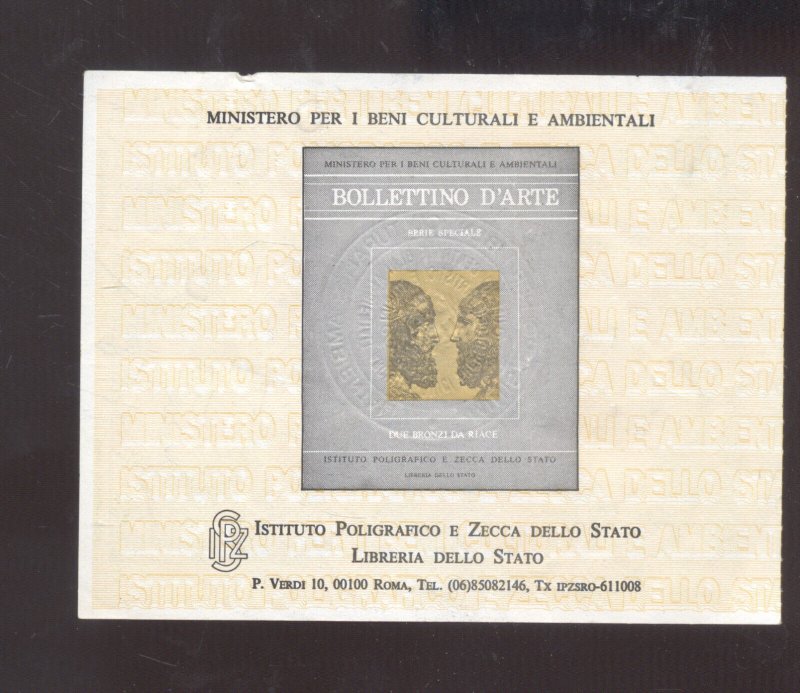 MINISTERO PER I BENI CULTURALI E AMBIENTALI
MINISTERO PER I BENI CULTURALI E AMBIENTALI
BOLLETTINO D'ARTE
SERIE SPECIALE
DUE BRONZI DA RIACE
ISTITUTO POLIGRAFICO E ZECCA DELLO STATO
LIBRERIA DELLO STATO
ISTITUTO POLIGRAFICO E ZECCA DELLO STATO
LIBRERIA DELLO STATO
P. VERDI 10, 00100 ROMA, TEL. (06)85082146, TX IPZSRO-611008